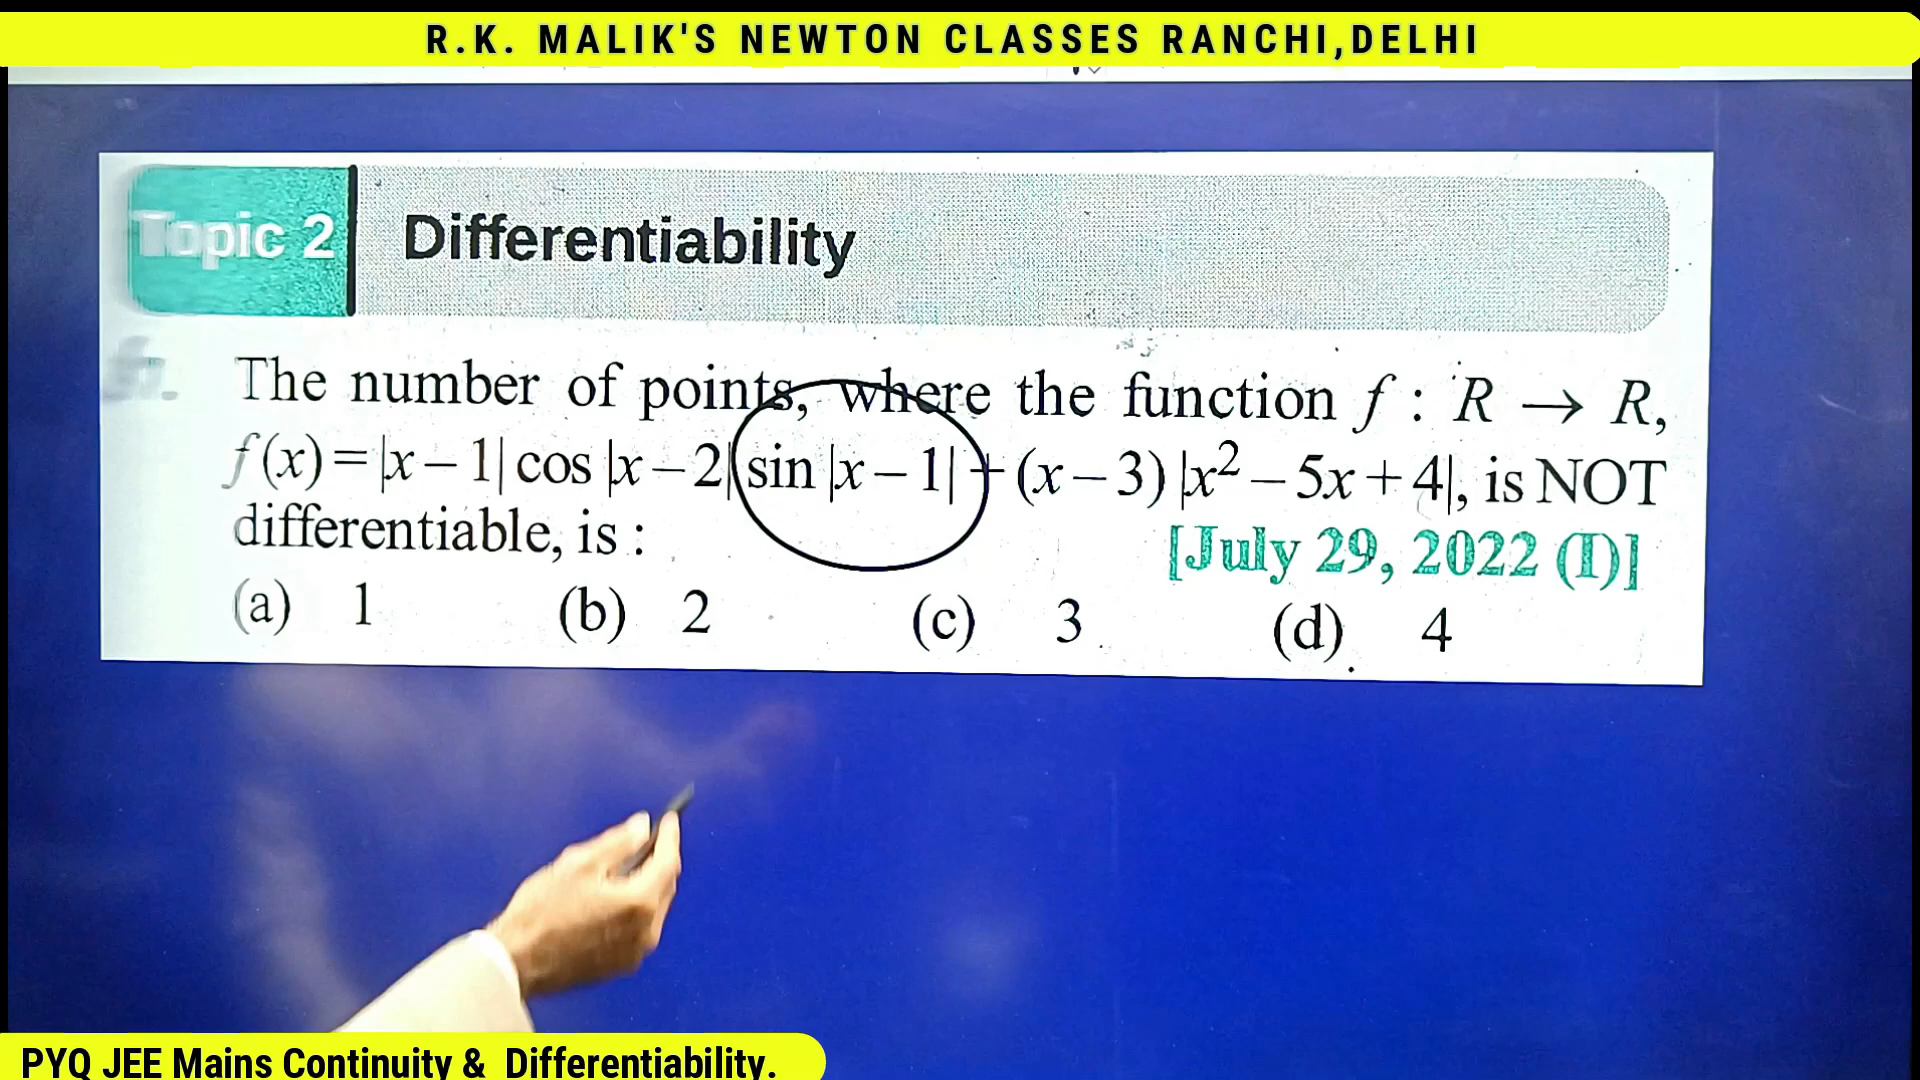 R.K. MALIK'S NEWTON CLASSES RANCHI,DELHI
Topic 2 Differentiability
The number of points, where the function f : R → R,
f(x)=|x–1|cos|x–2|sin|x–1|+(x–3)|x²–5x+4|, is NOT
differentiable, is :
[July 29, 2022 (I)]
(a) 1 (b) 2 (c) 3 (d) 4
PYQ JEE Mains Continuity & Differentiability.